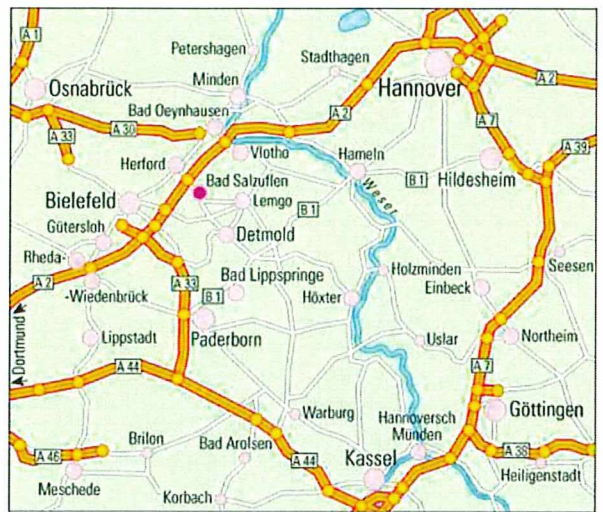 A 1
Petershagen
Stadthagen
Osnabrück
Minden
Hannover
A 2
Bad Oeynhausen
A 2
A 7
A 33
A 30
A 39
Herford
Vlotho
Hameln
Weser
B 1
Hildesheim
Bad Salzuflen
Bielefeld
Lemgo
B 1
Gütersloh
Detmold
Rheda-
A 2
A 33
Bad Lippspringe
Holzminden
Seesen
-Wiedenbrück
B 1
Höxter
Einbeck
Dortmund
Lippstadt
Paderborn
Uslar
Northeim
A 44
A 7
Warburg
Hannoversch
Münden
Göttingen
A 46
Brilon
Bad Arolsen
A 44
Kassel
A 38
Meschede
Korbach
Heiligenstadt